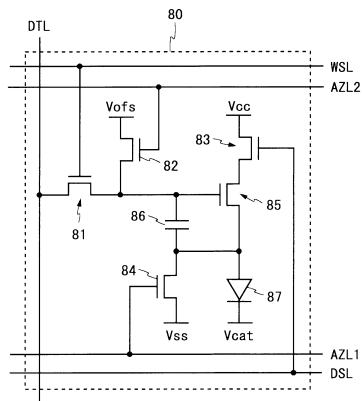 80
DTL
WSL
AZL2
Vofs
Vcc
83
82
85
86
81
84
87
Vss
Vcat
AZL1
DSL